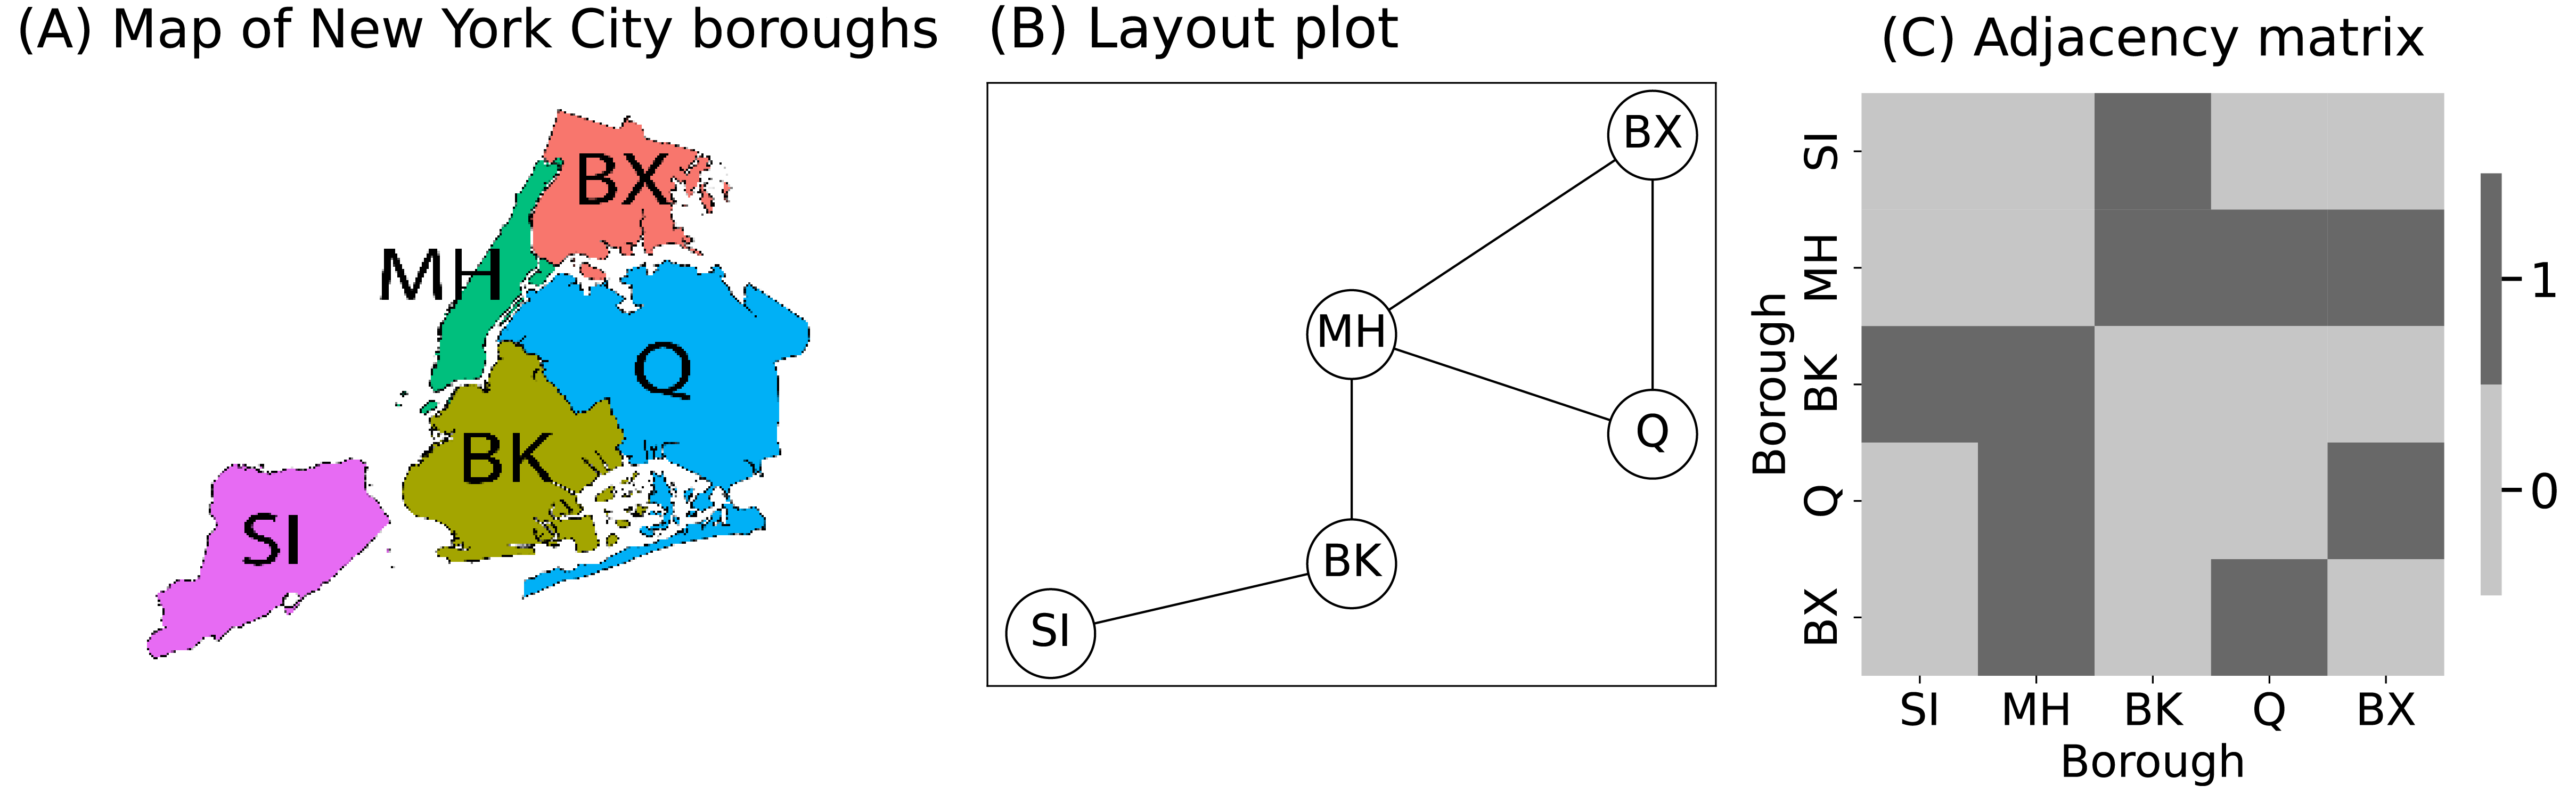 (A) Map of New York City boroughs
BX
MH
Q
BK
SI
(B) Layout plot
BX
MH
Q
BK
SI
(C) Adjacency matrix
Borough
SI
MH
BK
Q
BX
SI MH BK Q BX
Borough
1
0